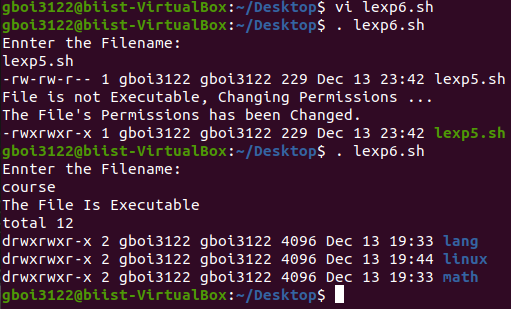 gboi3122@biist-VirtualBox:~/Desktop$ vi lexp6.sh
gboi3122@biist-VirtualBox:~/Desktop$ . lexp6.sh
Eennter the Filename:
lexp5.sh
-rw-rw-r-- 1 gboi3122 gboi3122 229 Dec 13 23:42 lexp5.sh
File is not Executable, Changing Permissions ...
The File's Permissions has been Changed.
-rwxrwxr-x 1 gboi3122 gboi3122 229 Dec 13 23:42 lexp5.sh
gboi3122@biist-VirtualBox:~/Desktop$ . lexp6.sh
Eennter the Filename:
course
The File Is Executable
total 12
drwxrwxr-x 2 gboi3122 gboi3122 4096 Dec 13 19:33 lang
drwxrwxr-x 2 gboi3122 gboi3122 4096 Dec 13 19:44 linux
drwxrwxr-x 2 gboi3122 gboi3122 4096 Dec 13 19:33 math
gboi3122@biist-VirtualBox:~/Desktop$